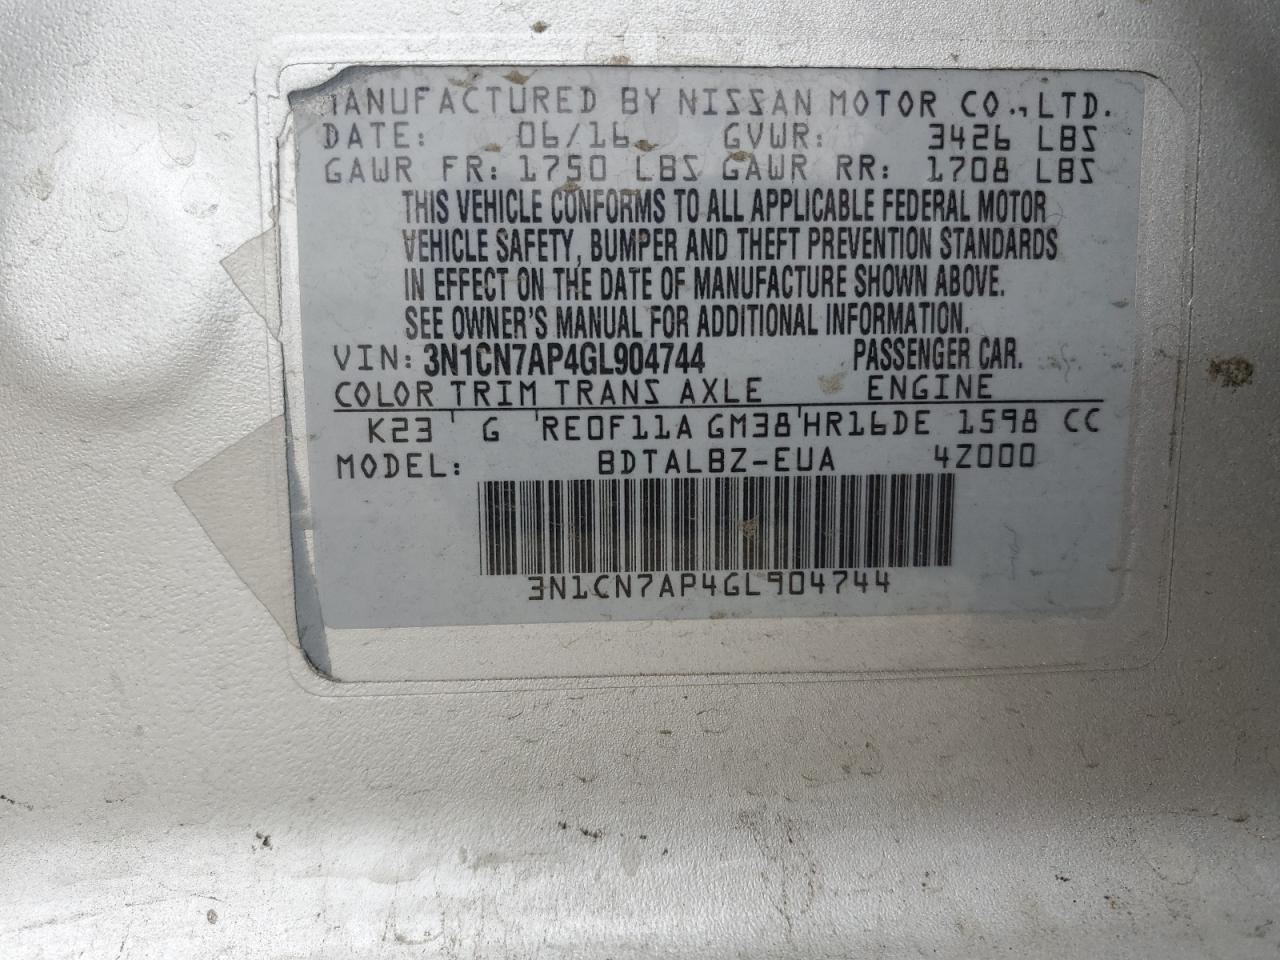 MANUFACTURED BY NISSAN MOTOR CO., LTD.
DATE: 06/16 GVWR: 3426 LBS
GAWR FR: 1750 LBS GAWR RR: 1708 LBS
THIS VEHICLE CONFORMS TO ALL APPLICABLE FEDERAL MOTOR
VEHICLE SAFETY, BUMPER AND THEFT PREVENTION STANDARDS
IN EFFECT ON THE DATE OF MANUFACTURE SHOWN ABOVE.
SEE OWNER'S MANUAL FOR ADDITIONAL INFORMATION.
VIN: 3N1CN7AP4GL904744 PASSENGER CAR.
COLOR TRIM TRANS AXLE ENGINE
K23 G RE0F11A GM38 HR16DE 1598 CC
MODEL: BDTALBZ-EUA 4Z000
3N1CN7AP4GL904744